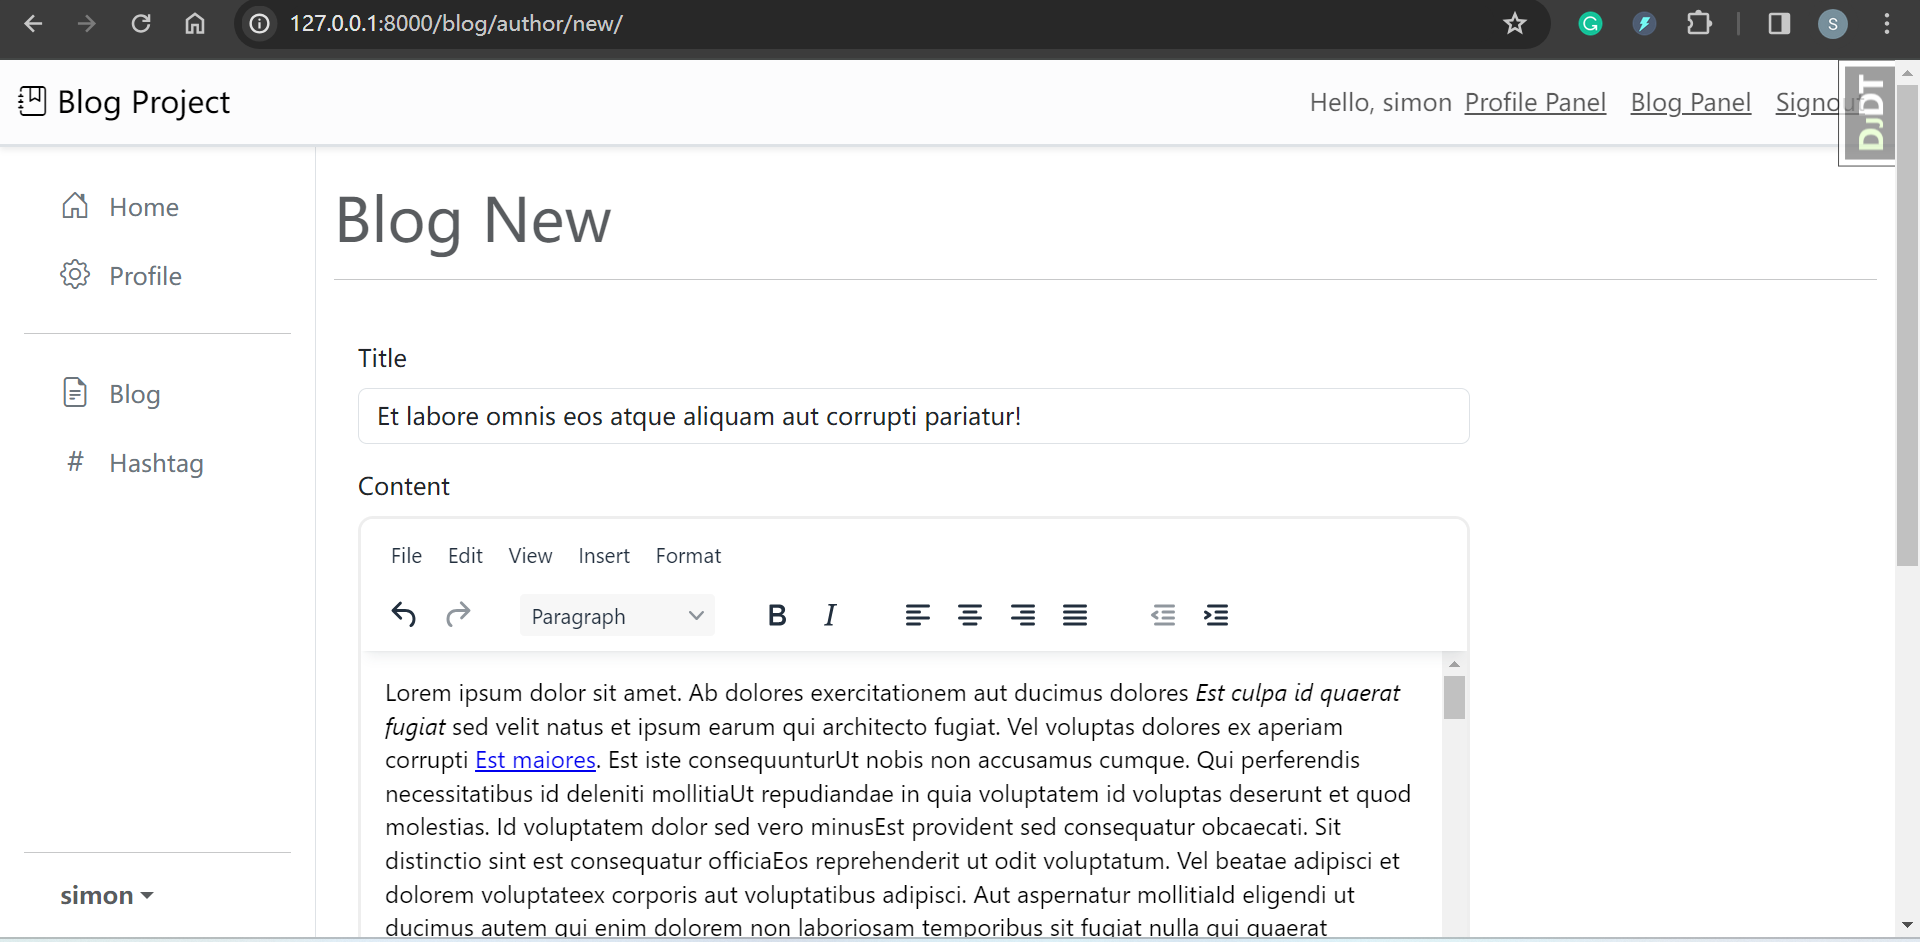 127.0.0.1:8000/blog/author/new/
S
Blog Project
Hello, simon Profile Panel Blog Panel Signout
DJDT
Home
Profile
Blog
# Hashtag
simon
Blog New
Title
Et labore omnis eos atque aliquam aut corrupti pariatur!
Content
File Edit View Insert Format
Paragraph B I
Lorem ipsum dolor sit amet. Ab dolores exercitationem aut ducimus dolores Est culpa id quaerat
fugiat sed velit natus et ipsum earum qui architecto fugiat. Vel voluptas dolores ex aperiam
corrupti Est maiores. Est iste consequunturUt nobis non accusamus cumque. Qui perferendis
necessitatibus id deleniti mollitiaUt repudiandae in quia voluptatem id voluptas deserunt et quod
molestias. Id voluptatem dolor sed vero minusEst provident sed consequatur obcaecati. Sit
distinctio sint est consequatur officiaEos reprehenderit ut odit voluptatum. Vel beatae adipisci et
dolorem voluptateex corporis aut voluptatibus adipisci. Aut aspernatur mollitiaId eligendi ut
ducimus autem qui enim dolorem non laboriosam temporibus sit fugiat nulla qui quaerat